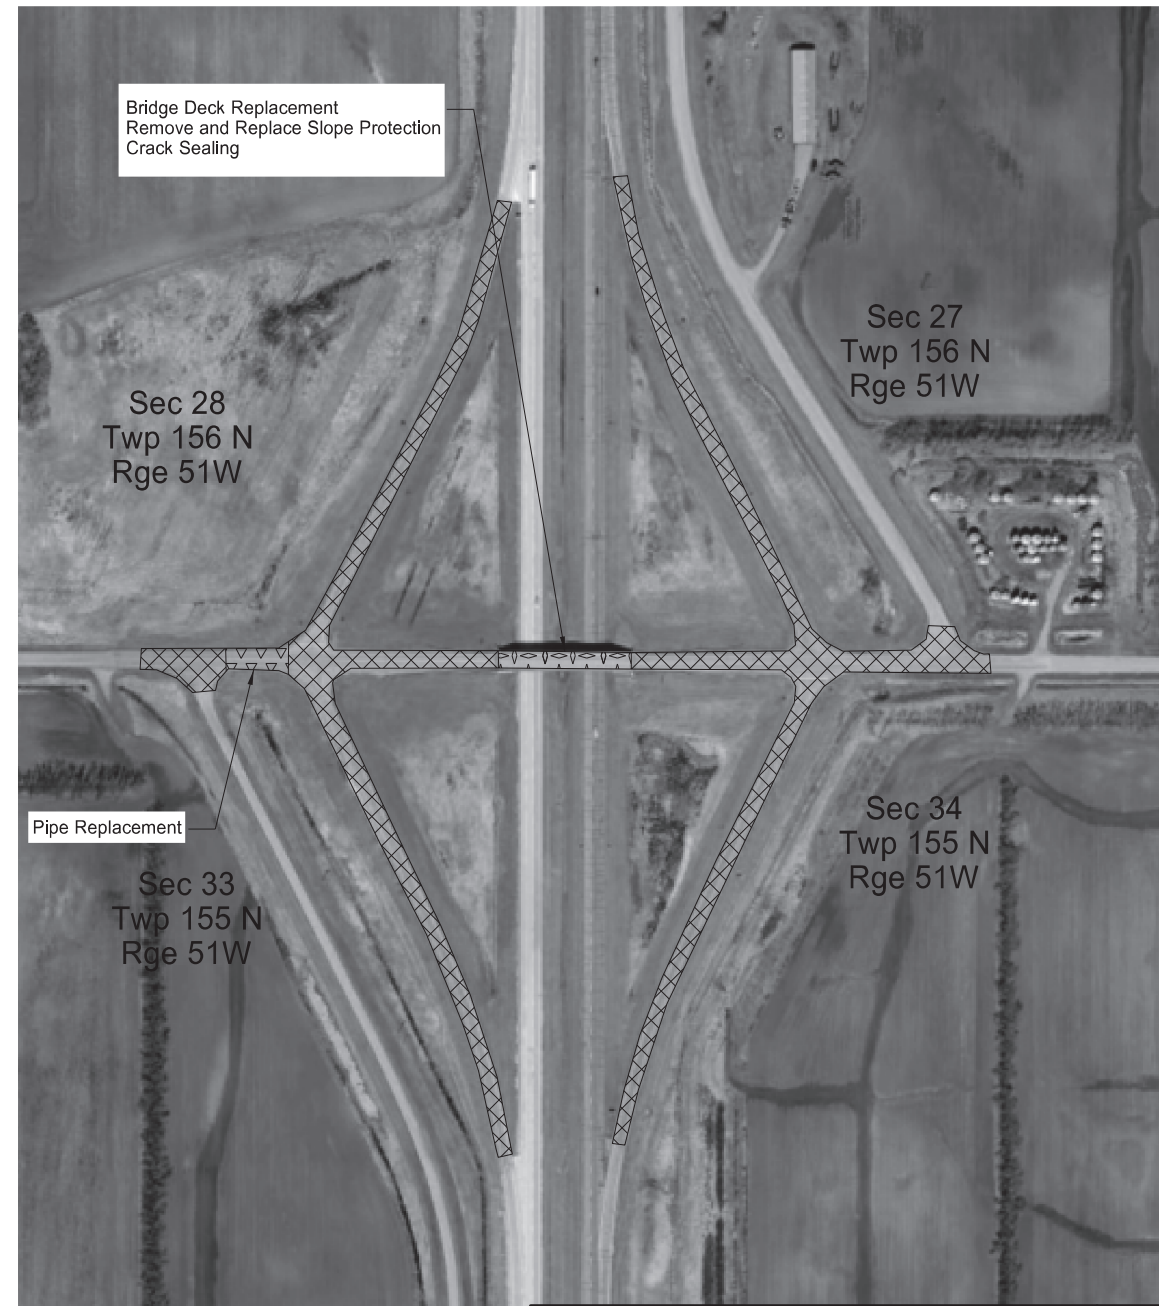 Bridge Deck Replacement
Remove and Replace Slope Protection
Crack Sealing
Sec 27
Twp 156 N
Rge 51W
Sec 28
Twp 156 N
Rge 51W
Pipe Replacement
Sec 34
Twp 155 N
Rge 51W
Sec 33
Twp 155 N
Rge 51W